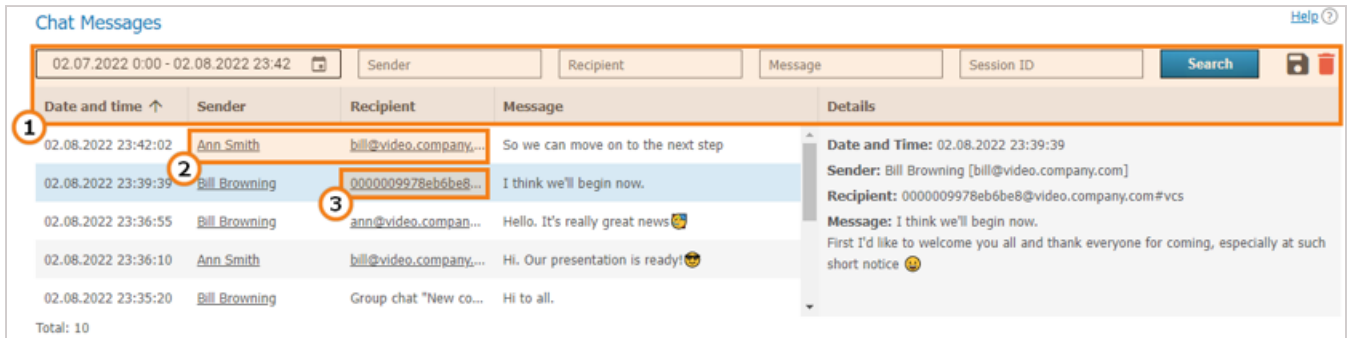 Chat Messages
Help ?
02.07.2022 0:00 - 02.08.2022 23:42 Sender Recipient Message Session ID Search
Date and time ↑ Sender Recipient Message Details
1
02.08.2022 23:42:02 Ann Smith bill@video.company,... So we can move on to the next step
2
02.08.2022 23:39:39 Bill Browning 0000009978eb6be8... I think we'll begin now.
3
02.08.2022 23:36:55 Bill Browning ann@video.compan... Hello. It's really great news🥰
02.08.2022 23:36:10 Ann Smith bill@video.company,... Hi. Our presentation is ready!😎
02.08.2022 23:35:20 Bill Browning Group chat "New co... Hi to all.
Total: 10
Date and Time: 02.08.2022 23:39:39
Sender: Bill Browning [bill@video.company.com]
Recipient: 0000009978eb6be8@video.company.com#vcs
Message: I think we'll begin now.
First I'd like to welcome you all and thank everyone for coming, especially at such
short notice 😀